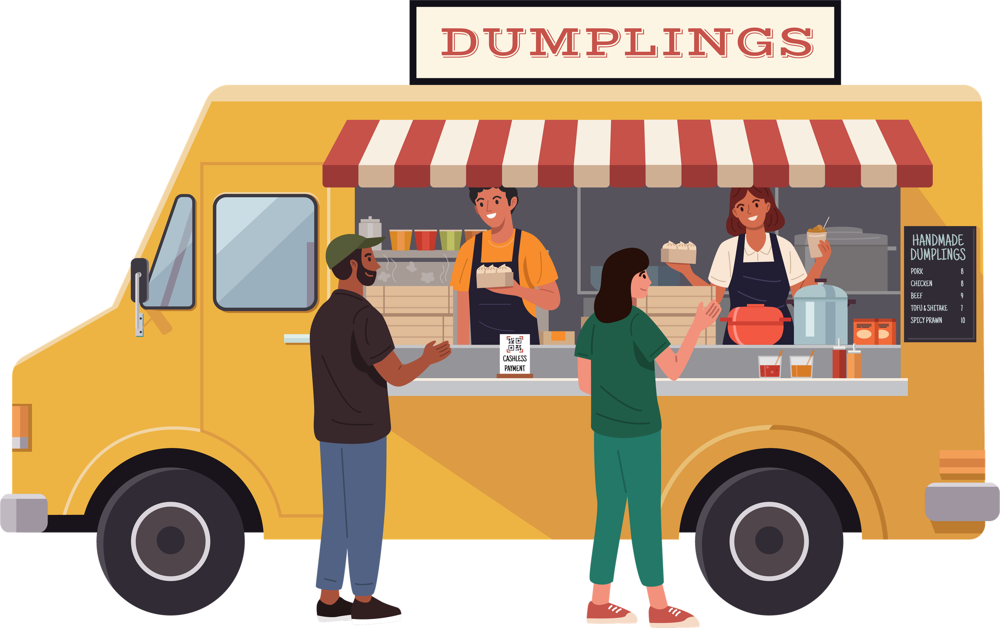 DUMPLINGS
HANDMADE
DUMPLINGS
PORK 8
CHICKEN 8
BEEF 9
TOFU & SHITAKE 7
SPICY PRAWN 10
CASHLESS
PAYMENT